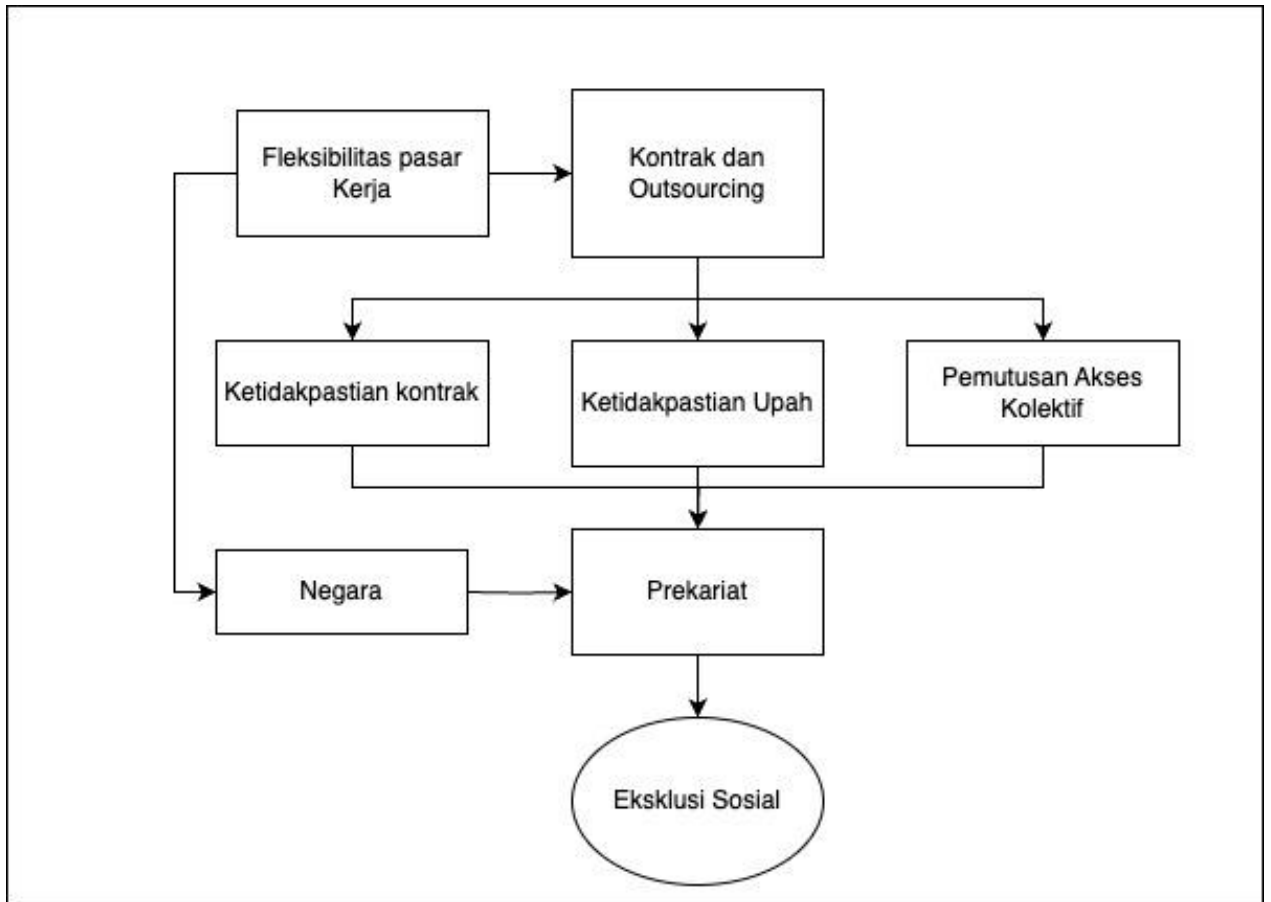 Fleksibilitas pasar
Kerja
Kontrak dan
Outsourcing
Ketidakpastian kontrak
Ketidakpastian Upah
Pemutusan Akses
Kolektif
Negara
Prekariat
Eksklusi Sosial